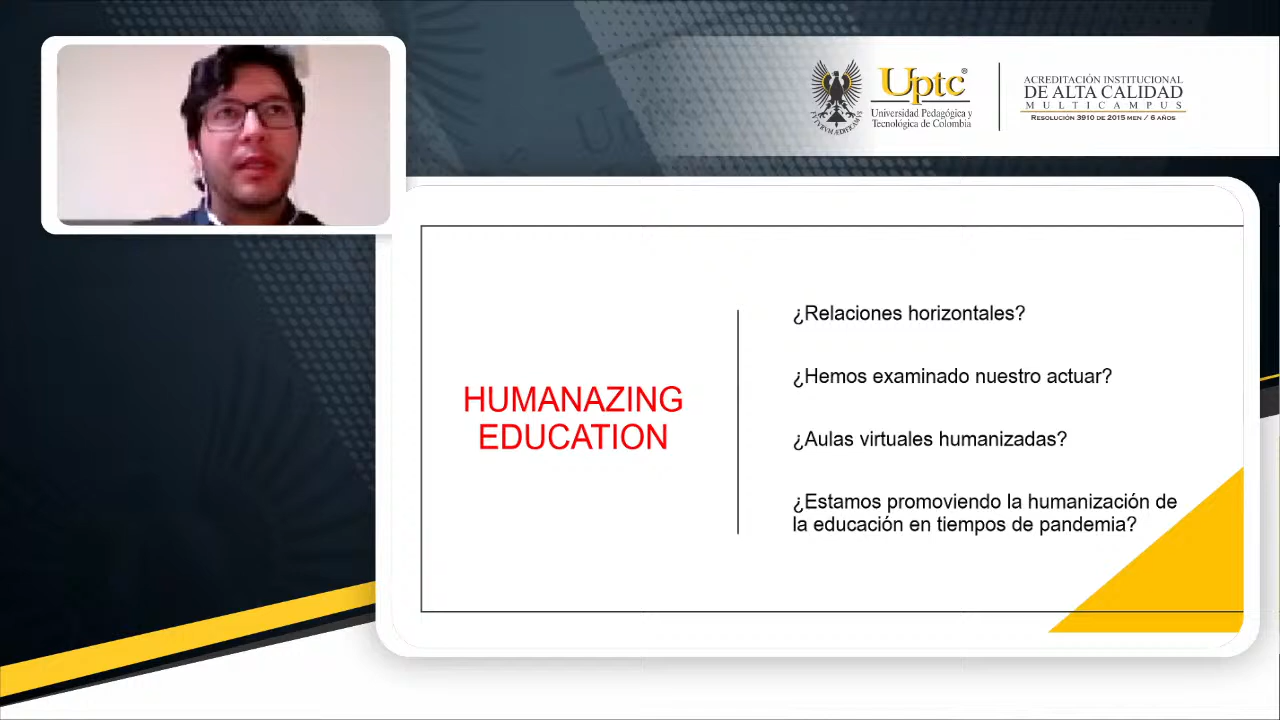 Uptc®
Universidad Pedagógica y
Tecnológica de Colombia
ACREDITACIÓN INSTITUCIONAL
DE ALTA CALIDAD
MULTICAMPUS
RESOLUCIÓN 3910 DE 2015 MEN / 6 AÑOS
HUMANAZING
EDUCATION
¿Relaciones horizontales?
¿Hemos examinado nuestro actuar?
¿Aulas virtuales humanizadas?
¿Estamos promoviendo la humanización de
la educación en tiempos de pandemia?